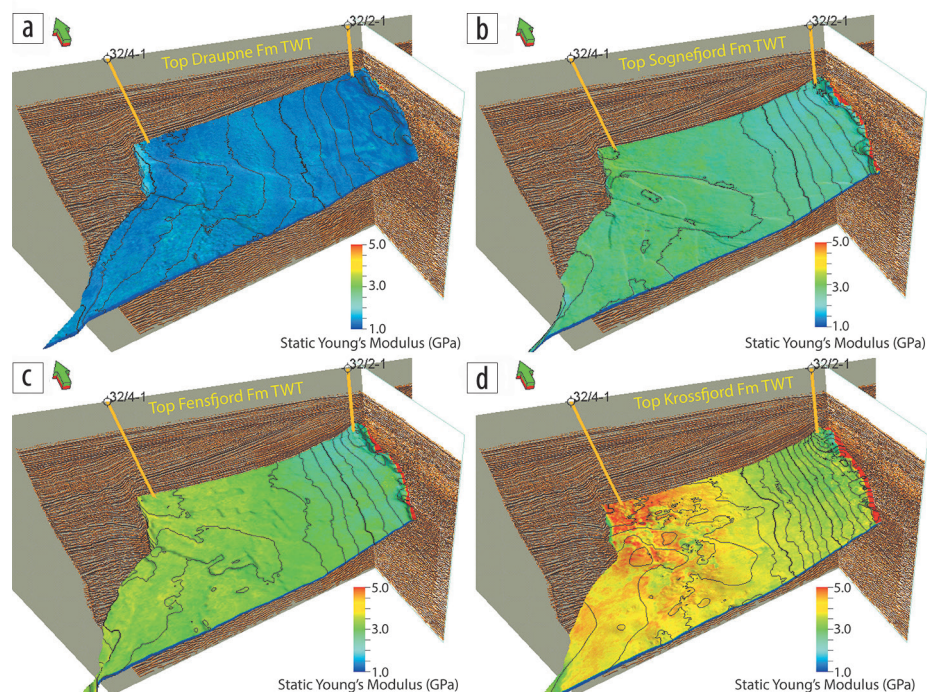 a
32/4-1
32/2-1
Top Draupne Fm TWT
5.0
3.0
1.0
Static Young's Modulus (GPa)
b
32/4-1
32/2-1
Top Sognefjord Fm TWT
5.0
3.0
1.0
Static Young's Modulus (GPa)
c
32/4-1
32/2-1
Top Fensfjord Fm TWT
5.0
3.0
1.0
Static Young's Modulus (GPa)
d
32/4-1
32/2-1
Top Krossfjord Fm TWT
5.0
3.0
1.0
Static Young's Modulus (GPa)